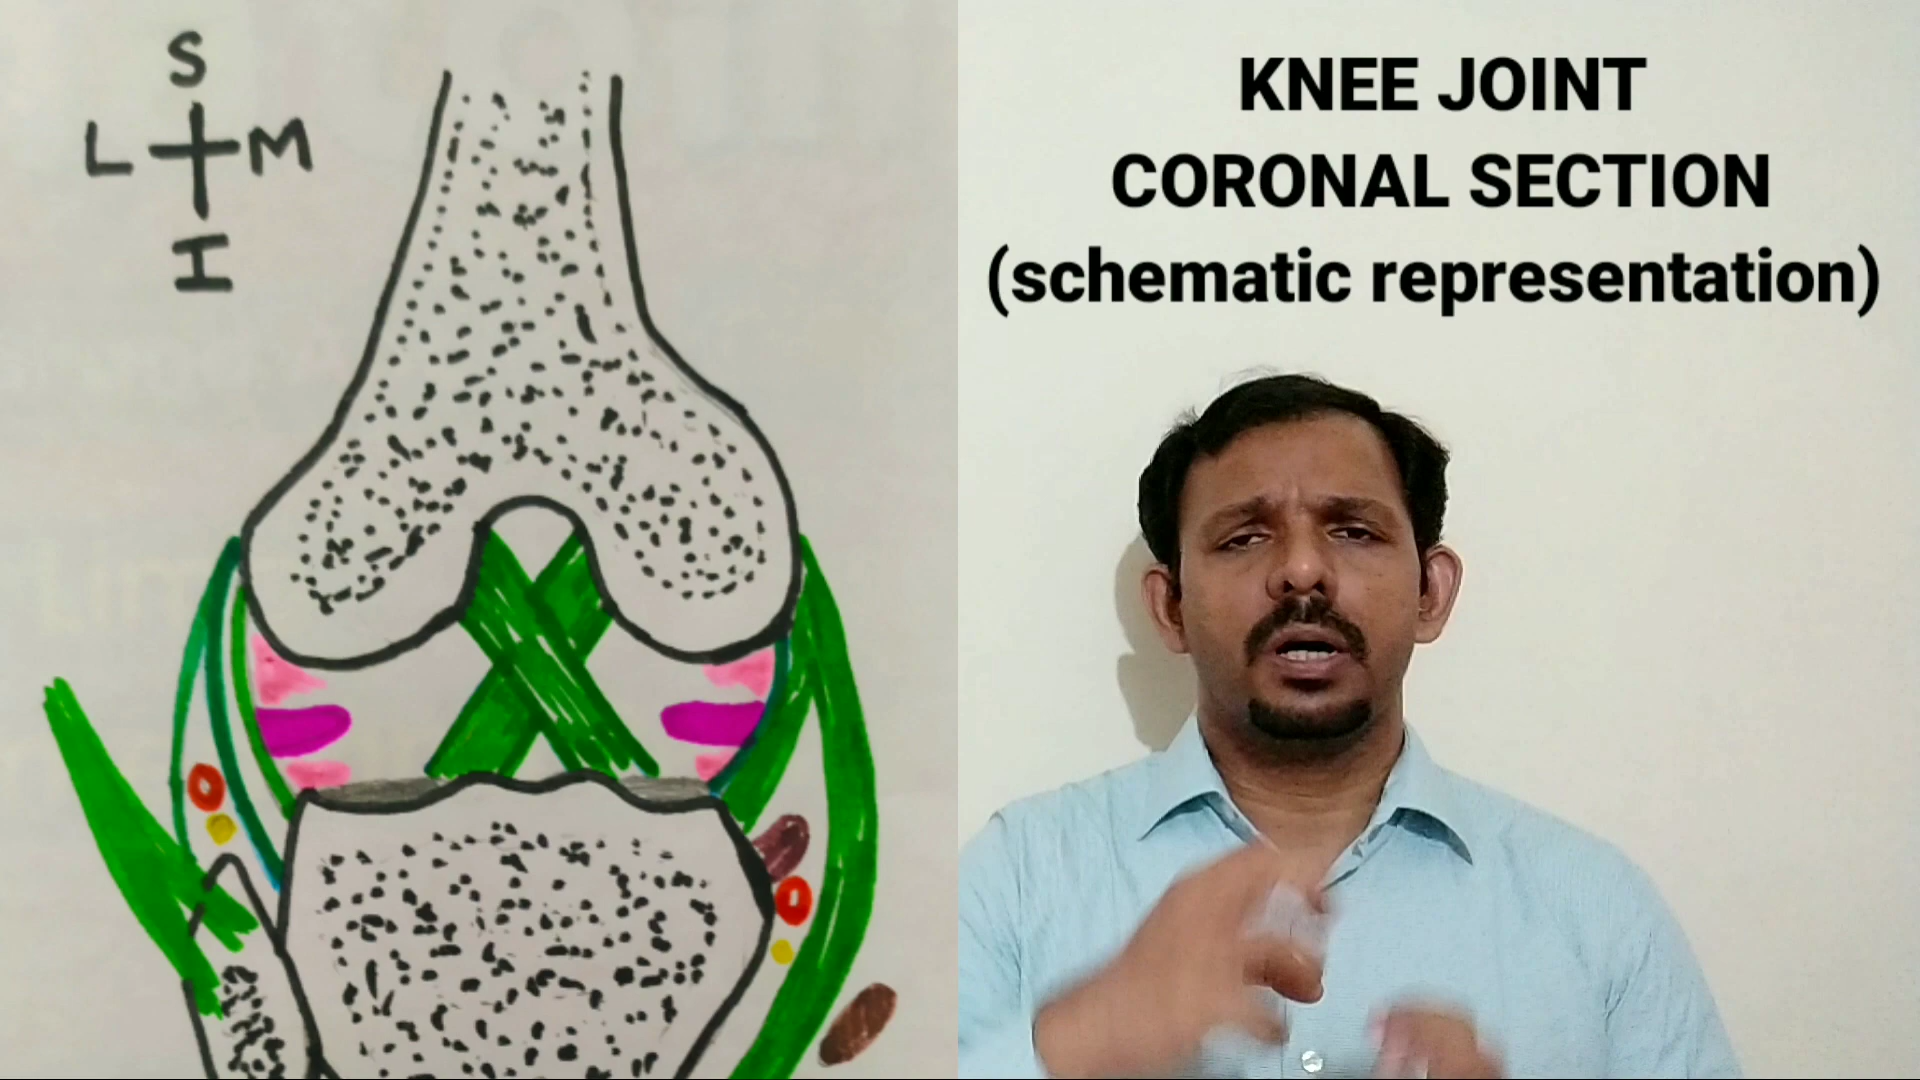 S
L M
I
KNEE JOINT
CORONAL SECTION
(schematic representation)